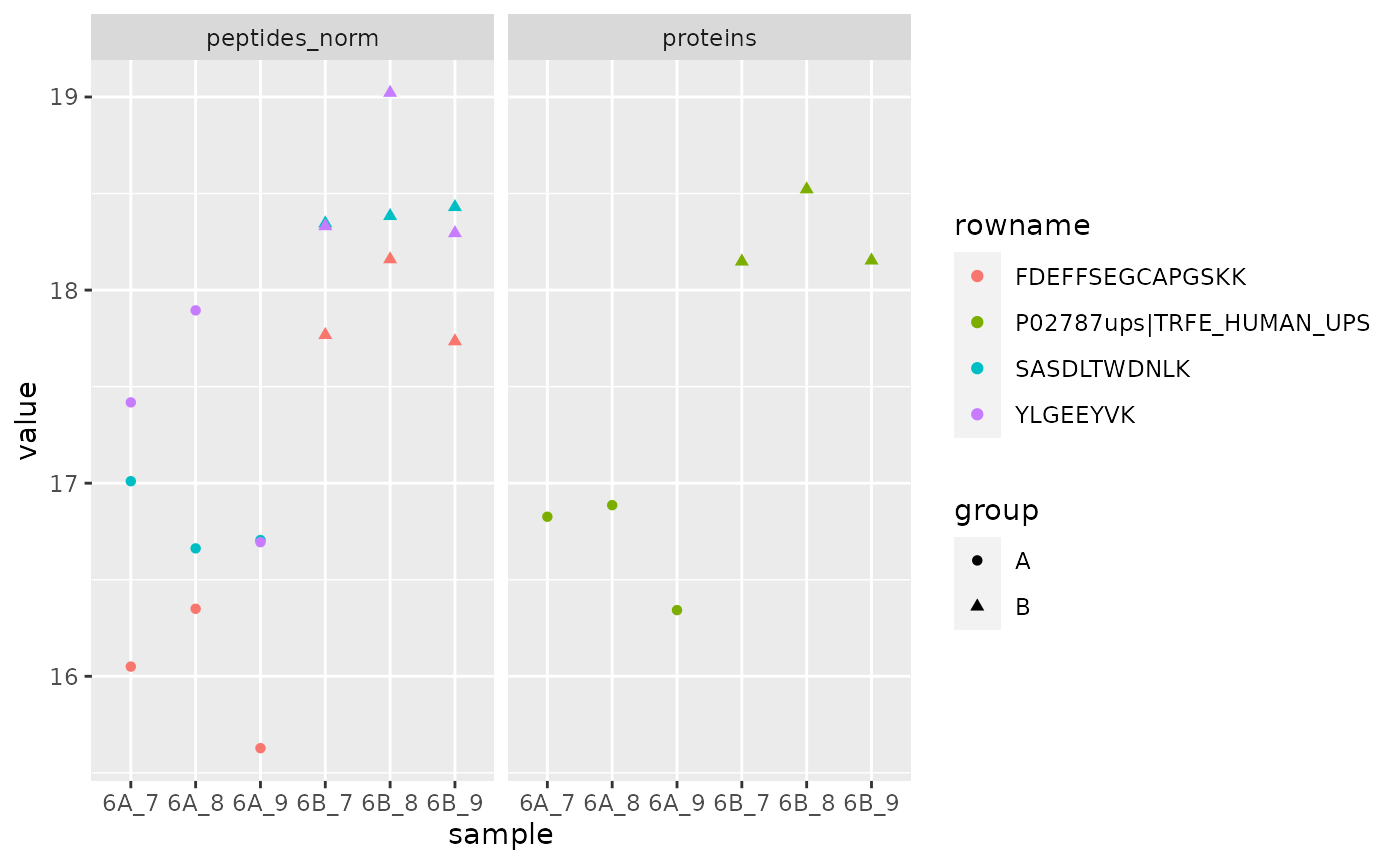 peptides_norm proteins
19
18
17
16
value
6A_7 6A_8 6A_9 6B_7 6B_8 6B_9 6A_7 6A_8 6A_9 6B_7 6B_8 6B_9
sample
rowname
FDEFFSEGCAPGSKK
P02787ups|TRFE_HUMAN_UPS
SASDLTWDNLK
YLGEEYVK
group
A
B